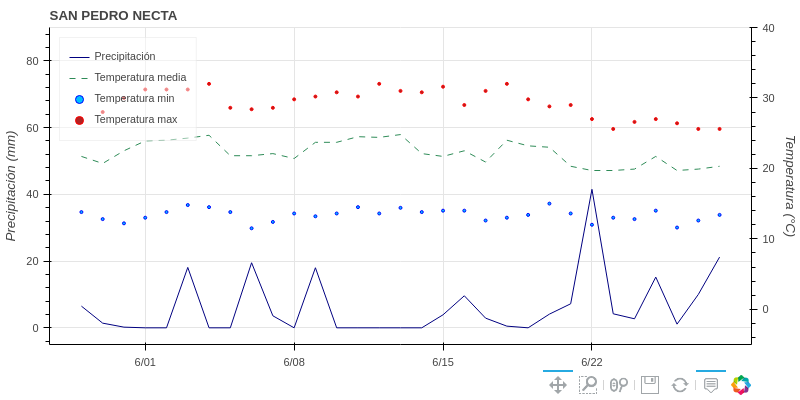 SAN PEDRO NECTA
Precipitación
Temperatura media
Temperatura min
Temperatura max
Precipitación (mm)
80
60
40
20
0
Temperatura (°C)
40
30
20
10
0
6/01
6/08
6/15
6/22